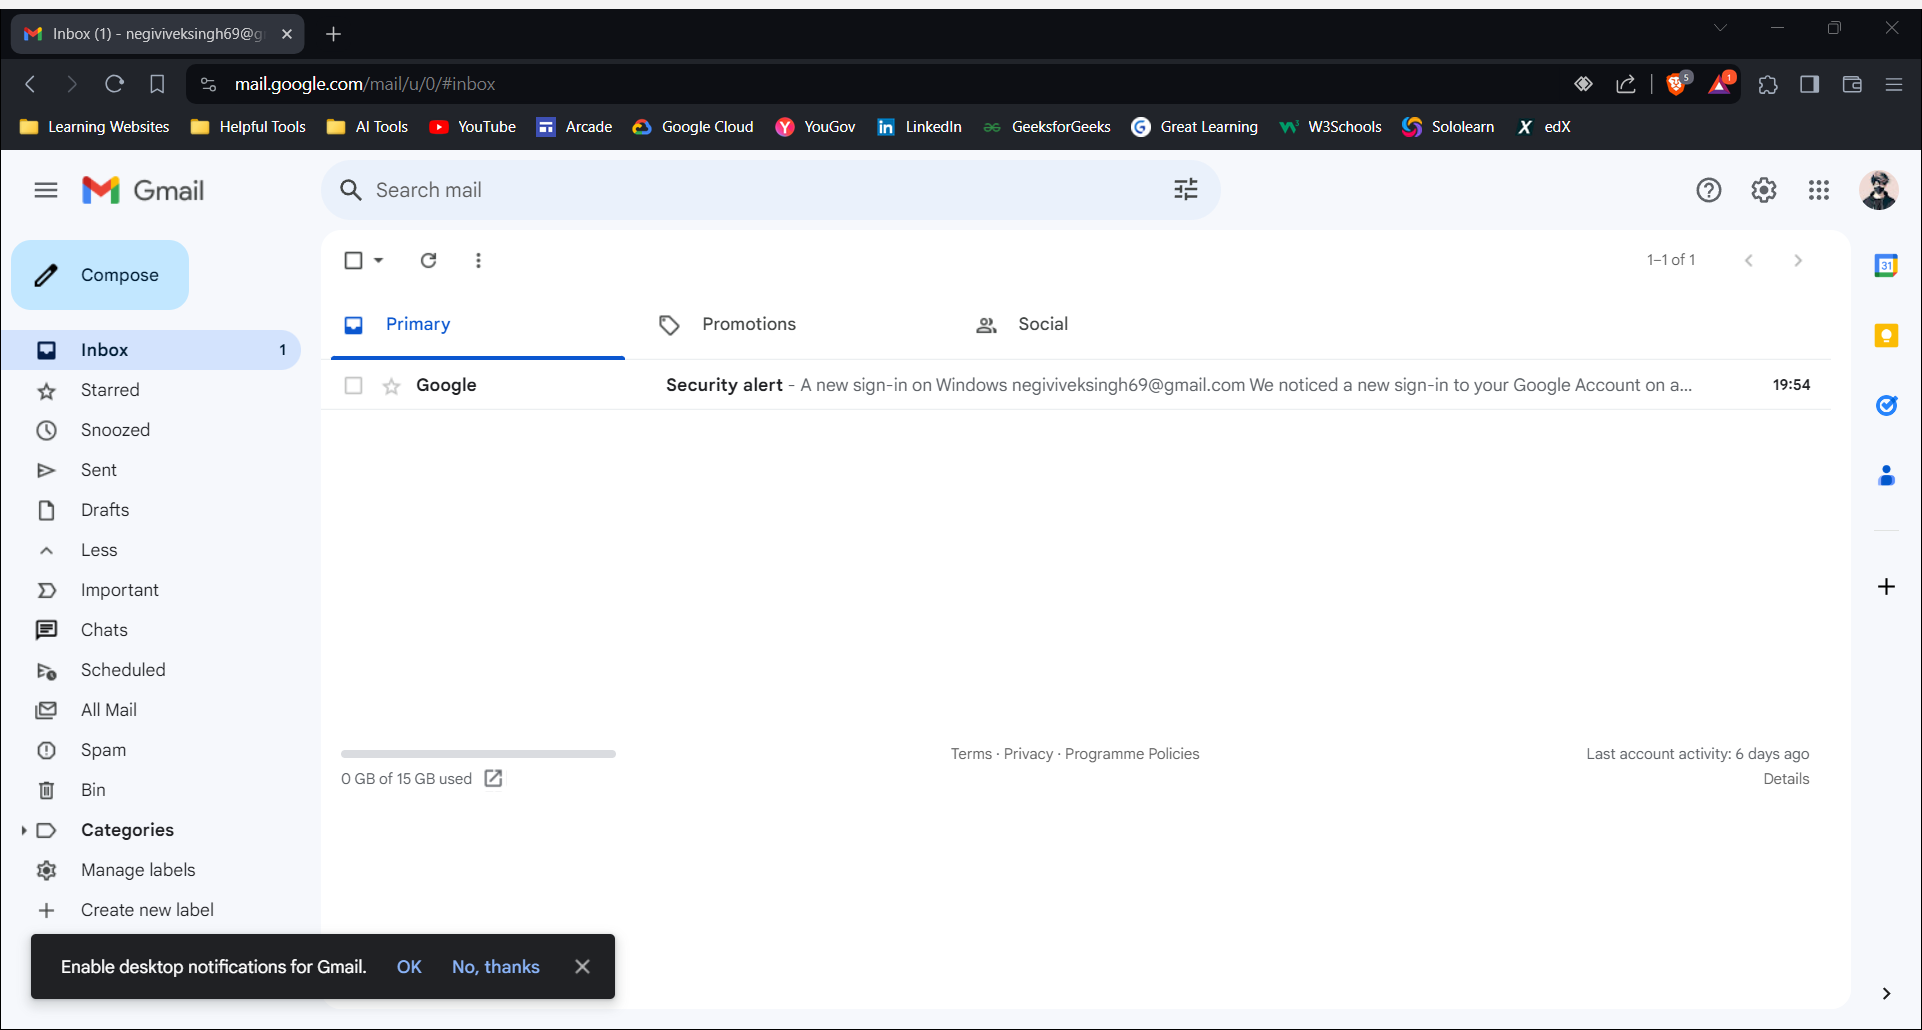 Inbox (1) - negiviveksingh69@g
mail.google.com/mail/u/0/#inbox
5
1
Learning Websites Helpful Tools AI Tools YouTube Arcade Google Cloud YouGov LinkedIn GeeksforGeeks Great Learning W3Schools Sololearn edX
Gmail
Search mail
Compose
1–1 of 1
31
Primary Promotions Social
Inbox 1
Google Security alert - A new sign-in on Windows negiviveksingh69@gmail.com We noticed a new sign-in to your Google Account on a... 19:54
Starred
Snoozed
Sent
Drafts
Less
Important
Chats
Scheduled
All Mail
Spam
Bin
Categories
Manage labels
Create new label
0 GB of 15 GB used
Terms · Privacy · Programme Policies
Last account activity: 6 days ago
Details
Enable desktop notifications for Gmail. OK No, thanks